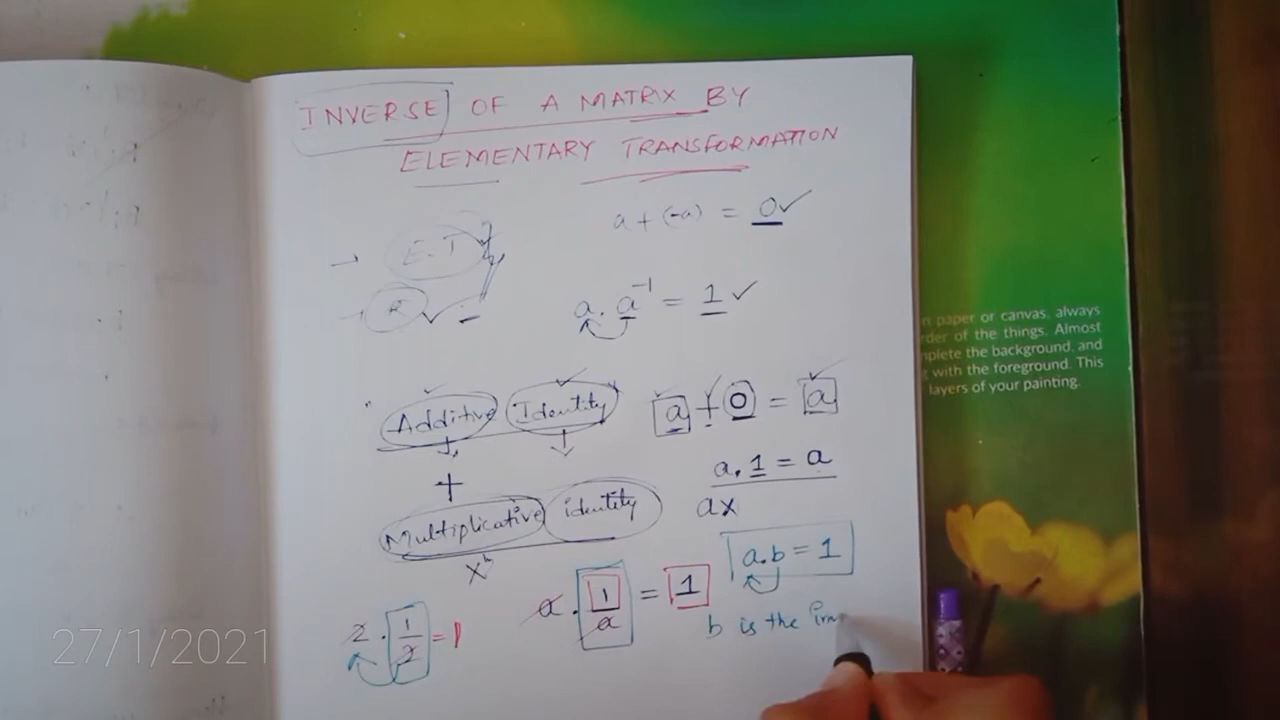 INVERSE OF A MATRIX BY
ELEMENTARY TRANSFORMATION
a + (-a) = 0 ✓
E.T
R ✓
a . a⁻¹ = 1 ✓
Additive Identity
a + 0 = a
+
a . 1 = a
Multiplicative identity
ax
x
a.b = 1
2 . 1/2 = 1
a . 1/a = 1
b is the
27/1/2021
n paper or canvas, always
rder of the things. Almost
plete the background, and
with the foreground. This
layers of your painting.